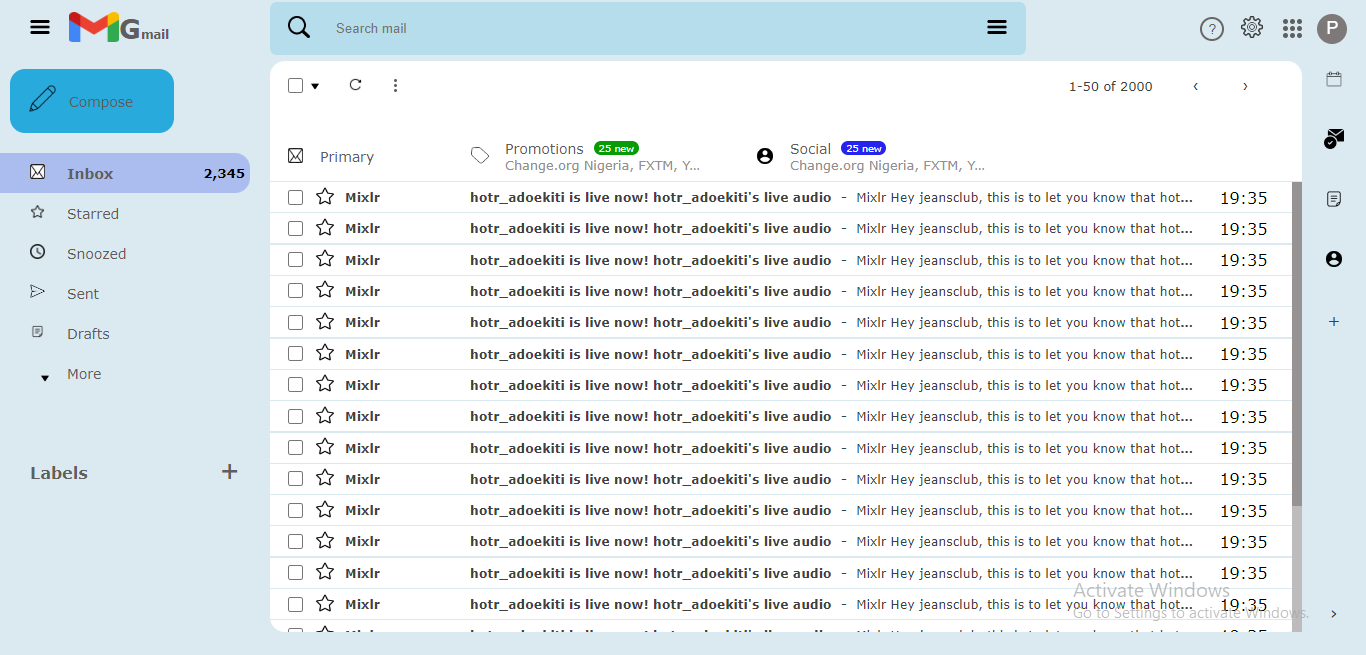 Gmail
Search mail
?
P
Compose
1-50 of 2000
Primary
Promotions 25 new
Change.org Nigeria, FXTM, Y...
Social 25 new
Change.org Nigeria, FXTM, Y...
Inbox 2,345
Starred
Snoozed
Sent
Drafts
More
Labels
Mixlr hotr_adoekiti is live now! hotr_adoekiti's live audio - Mixlr Hey jeansclub, this is to let you know that hot... 19:35
Mixlr hotr_adoekiti is live now! hotr_adoekiti's live audio - Mixlr Hey jeansclub, this is to let you know that hot... 19:35
Mixlr hotr_adoekiti is live now! hotr_adoekiti's live audio - Mixlr Hey jeansclub, this is to let you know that hot... 19:35
Mixlr hotr_adoekiti is live now! hotr_adoekiti's live audio - Mixlr Hey jeansclub, this is to let you know that hot... 19:35
Mixlr hotr_adoekiti is live now! hotr_adoekiti's live audio - Mixlr Hey jeansclub, this is to let you know that hot... 19:35
Mixlr hotr_adoekiti is live now! hotr_adoekiti's live audio - Mixlr Hey jeansclub, this is to let you know that hot... 19:35
Mixlr hotr_adoekiti is live now! hotr_adoekiti's live audio - Mixlr Hey jeansclub, this is to let you know that hot... 19:35
Mixlr hotr_adoekiti is live now! hotr_adoekiti's live audio - Mixlr Hey jeansclub, this is to let you know that hot... 19:35
Mixlr hotr_adoekiti is live now! hotr_adoekiti's live audio - Mixlr Hey jeansclub, this is to let you know that hot... 19:35
Mixlr hotr_adoekiti is live now! hotr_adoekiti's live audio - Mixlr Hey jeansclub, this is to let you know that hot... 19:35
Mixlr hotr_adoekiti is live now! hotr_adoekiti's live audio - Mixlr Hey jeansclub, this is to let you know that hot... 19:35
Mixlr hotr_adoekiti is live now! hotr_adoekiti's live audio - Mixlr Hey jeansclub, this is to let you know that hot... 19:35
Mixlr hotr_adoekiti is live now! hotr_adoekiti's live audio - Mixlr Hey jeansclub, this is to let you know that hot... 19:35
Mixlr hotr_adoekiti is live now! hotr_adoekiti's live audio - Mixlr Hey jeansclub, this is to let you know that hot... 19:35
Activate Windows
Go to Settings to activate Windows.